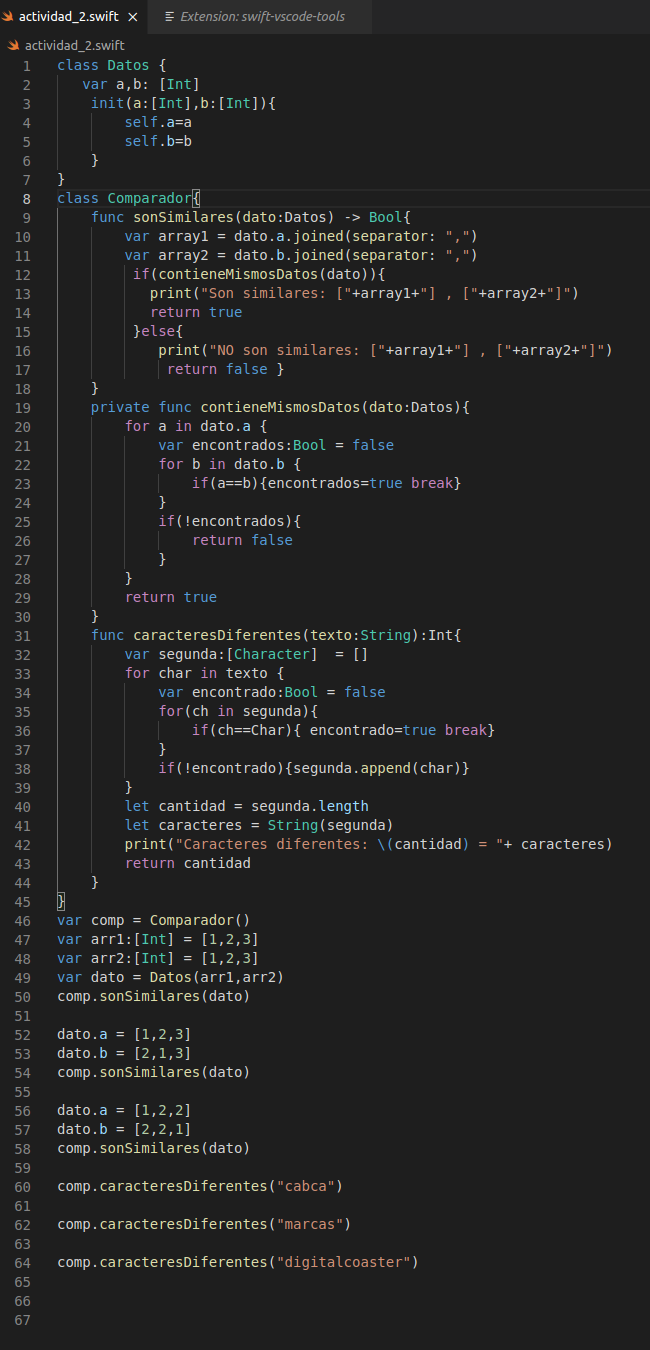 actividad_2.swift × Extension: swift-vscode-tools
actividad_2.swift
1 class Datos {
2 var a,b: [Int]
3 init(a:[Int],b:[Int]){
4 self.a=a
5 self.b=b
6 }
7 }
8 class Comparador{
9 func sonSimilares(dato:Datos) -> Bool{
10 var array1 = dato.a.joined(separator: ",")
11 var array2 = dato.b.joined(separator: ",")
12 if(contieneMismosDatos(dato)){
13 print("Son similares: ["+array1+"] , ["+array2+"]")
14 return true
15 }else{
16 print("NO son similares: ["+array1+"] , ["+array2+"]")
17 return false }
18 }
19 private func contieneMismosDatos(dato:Datos){
20 for a in dato.a {
21 var encontrados:Bool = false
22 for b in dato.b {
23 if(a==b){encontrados=true break}
24 }
25 if(!encontrados){
26 return false
27 }
28 }
29 return true
30 }
31 func caracteresDiferentes(texto:String):Int{
32 var segunda:[Character]  = []
33 for char in texto {
34 var encontrado:Bool = false
35 for(ch in segunda){
36 if(ch==Char){ encontrado=true break}
37 }
38 if(!encontrado){segunda.append(char)}
39 }
40 let cantidad = segunda.length
41 let caracteres = String(segunda)
42 print("Caracteres diferentes: \(cantidad) = "+ caracteres)
43 return cantidad
44 }
45 }
46 var comp = Comparador()
47 var arr1:[Int] = [1,2,3]
48 var arr2:[Int] = [1,2,3]
49 var dato = Datos(arr1,arr2)
50 comp.sonSimilares(dato)
51
52 dato.a = [1,2,3]
53 dato.b = [2,1,3]
54 comp.sonSimilares(dato)
55
56 dato.a = [1,2,2]
57 dato.b = [2,2,1]
58 comp.sonSimilares(dato)
59
60 comp.caracteresDiferentes("cabca")
61
62 comp.caracteresDiferentes("marcas")
63
64 comp.caracteresDiferentes("digitalcoaster")
65
66
67